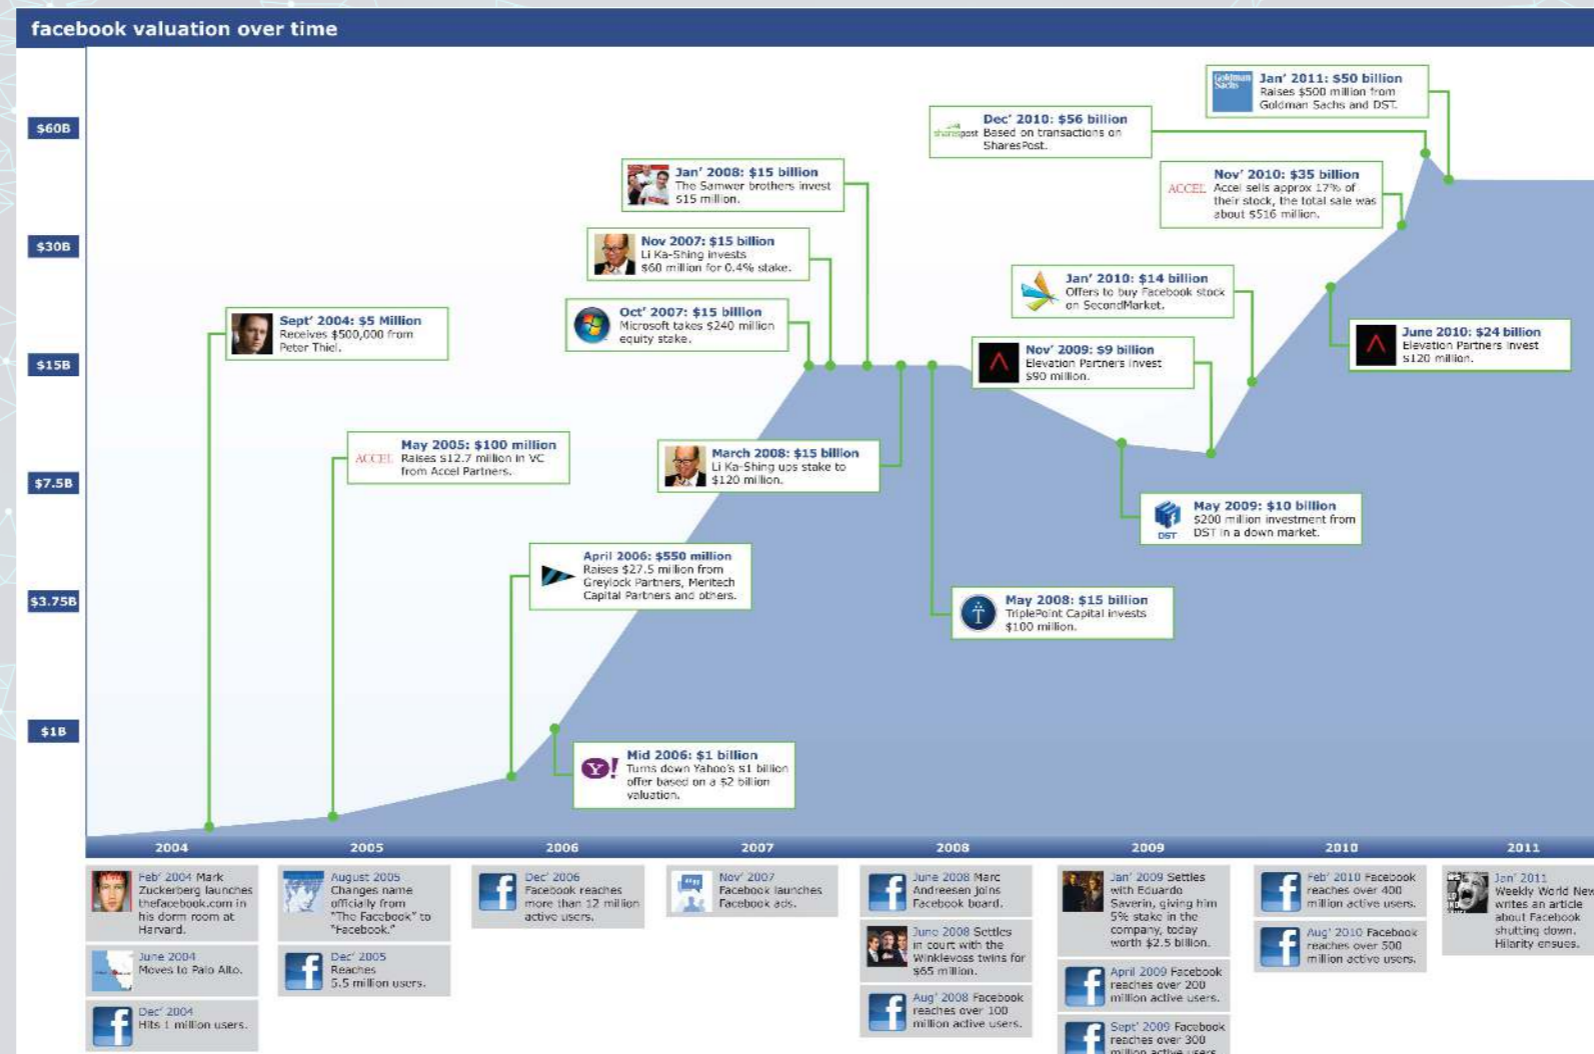 facebook valuation over time
$60B
$30B
$15B
$7.5B
$3.75B
$1B
Sept' 2004: $5 Million
Receives $500,000 from
Peter Thiel.
ACCEL
May 2005: $100 million
Raises $12.7 million in VC
from Accel Partners.
April 2006: $550 million
Raises $27.5 million from
Greylock Partners, Meritech
Capital Partners and others.
Y!
Mid 2006: $1 billion
Turns down Yahoo's $1 billion
offer based on a $2 billion
valuation.
Oct' 2007: $15 billion
Microsoft takes $240 million
equity stake.
Nov 2007: $15 billion
Li Ka-Shing invests
$60 million for 0.4% stake.
Jan' 2008: $15 billion
The Samwer brothers invest
$15 million.
March 2008: $15 billion
Li Ka-Shing ups stake to
$120 million.
May 2008: $15 billion
TriplePoint Capital invests
$100 million.
DST
May 2009: $10 billion
$200 million investment from
DST in a down market.
Nov' 2009: $9 billion
Elevation Partners invest
$90 million.
Jan' 2010: $14 billion
Offers to buy Facebook stock
on SecondMarket.
June 2010: $24 billion
Elevation Partners invest
$120 million.
ACCEL
Nov' 2010: $35 billion
Accel sells approx 17% of
their stock, the total sale was
about $516 million.
sharespost
Dec' 2010: $56 billion
Based on transactions on
SharesPost.
Goldman
Sachs
Jan' 2011: $50 billion
Raises $500 million from
Goldman Sachs and DST.
2004
2005
2006
2007
2008
2009
2010
2011
Feb' 2004 Mark
Zuckerberg launches
thefacebook.com in
his dorm room at
Harvard.
June 2004
Moves to Palo Alto.
Dec' 2004
Hits 1 million users.
August 2005
Changes name
officially from
"The Facebook" to
"Facebook."
Dec' 2005
Reaches
5.5 million users.
Dec' 2006
Facebook reaches
more than 12 million
active users.
Nov' 2007
Facebook launches
Facebook ads.
June 2008 Marc
Andreesen joins
Facebook board.
June 2008 Settles
in court with the
Winklevoss twins for
$65 million.
Aug' 2008 Facebook
reaches over 100
million active users.
Jan' 2009 Settles
with Eduardo
Saverin, giving him
5% stake in the
company, today
worth $2.5 billion.
April 2009 Facebook
reaches over 200
million active users.
Sept' 2009 Facebook
reaches over 300
million active users
Feb' 2010 Facebook
reaches over 400
million active users.
Aug' 2010 Facebook
reaches over 500
million active users.
Jan' 2011
Weekly World New
writes an article
about Facebook
shutting down.
Hilarity ensues.